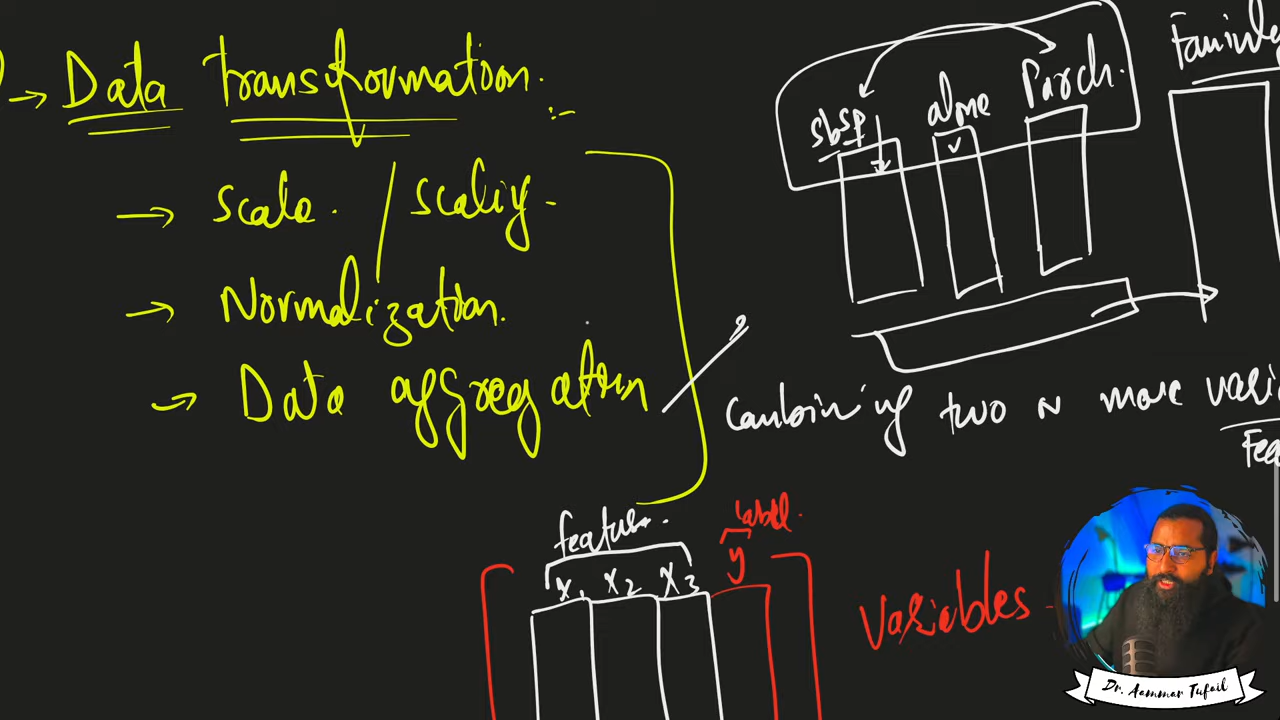 → Data transformation. :-
→ Scale. / Scaling.
→ Normalization.
→ Data aggregation
sbsp alone Parch.
Combining two or more
feature.
label.
x1 x2 x3 y
Variables
Dr. Aammar Tufail